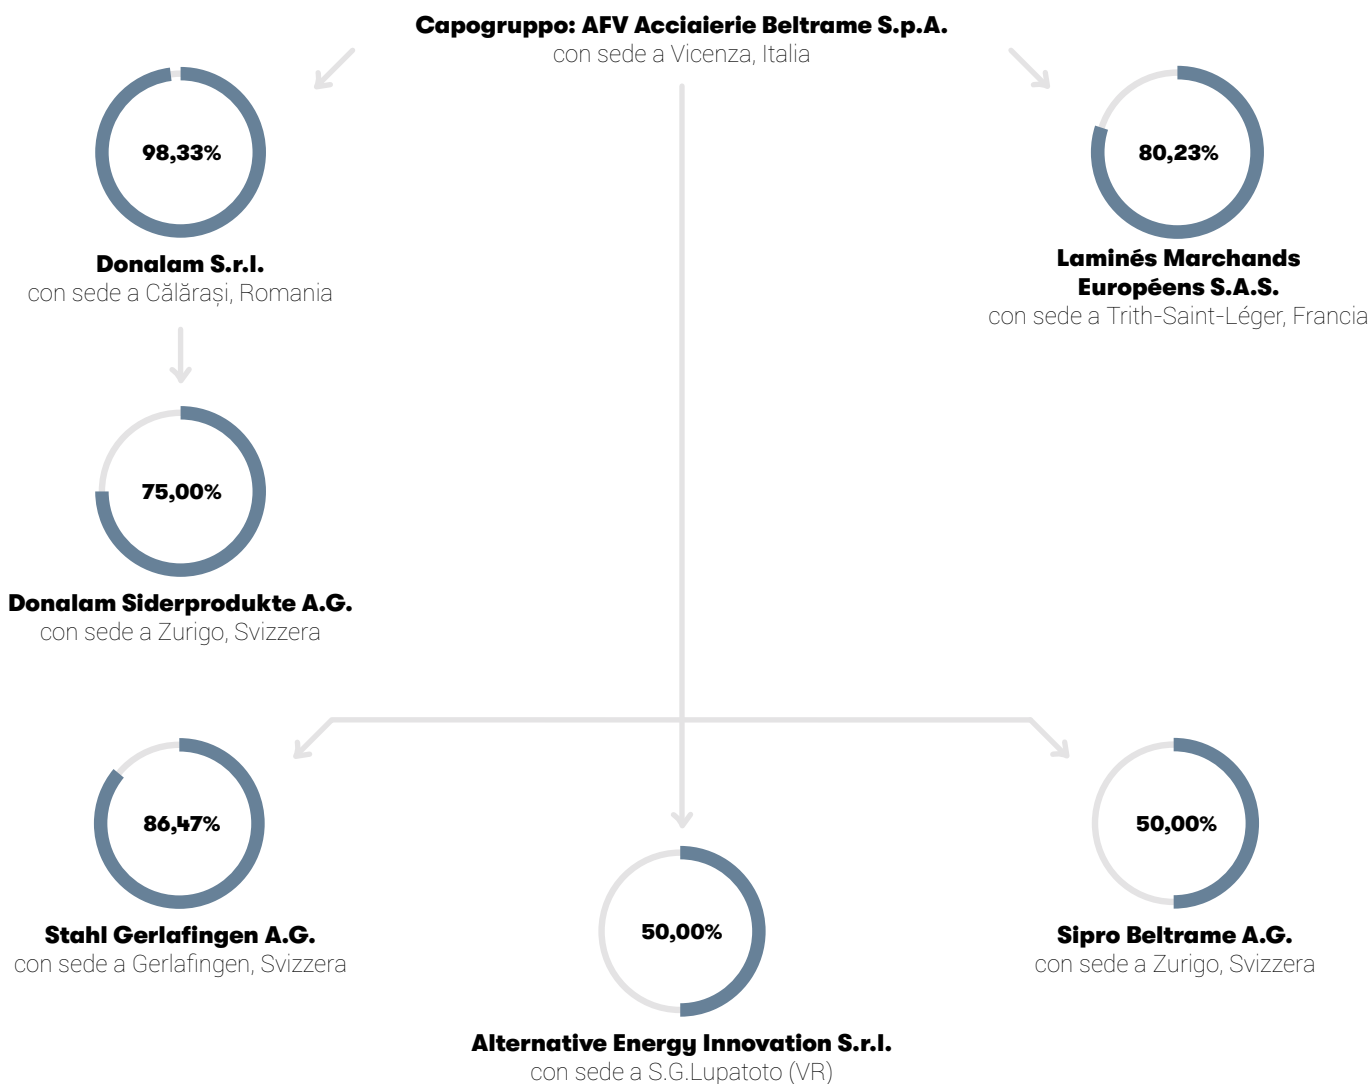 Capogruppo: AFV Acciaierie Beltrame S.p.A.
con sede a Vicenza, Italia
98,33%
Donalam S.r.l.
con sede a Călărași, Romania
80,23%
Laminés Marchands
Européens S.A.S.
con sede a Trith-Saint-Léger, Francia
75,00%
Donalam Siderprodukte A.G.
con sede a Zurigo, Svizzera
86,47%
Stahl Gerlafingen A.G.
con sede a Gerlafingen, Svizzera
50,00%
Alternative Energy Innovation S.r.l.
con sede a S.G.Lupatoto (VR)
50,00%
Sipro Beltrame A.G.
con sede a Zurigo, Svizzera